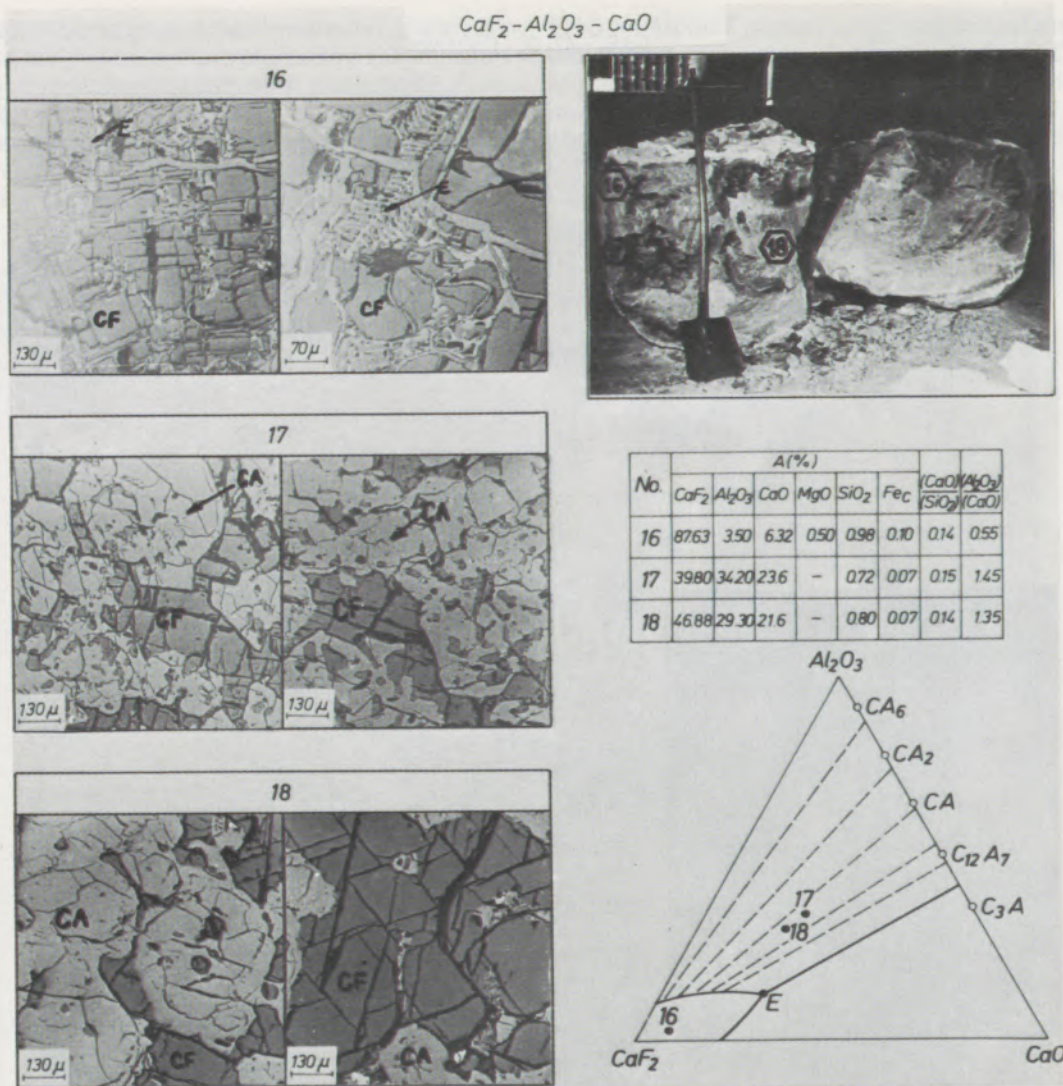 CaF₂ - Al₂O₃ - CaO
16
E
E
CF
CF
130 μ
70 μ
16
18
17
CA
CA
CF
CF
130 μ
130 μ
18
CA
CF
CF
CA
130 μ
130 μ
No. A (%) (CaO)/(SiO₂) (Al₂O₃)/(CaO)
CaF₂ Al₂O₃ CaO MgO SiO₂ Fec
16 87.63 3.50 6.32 0.50 0.98 0.10 0.14 0.55
17 39.80 34.20 23.6 - 0.72 0.07 0.15 1.45
18 46.88 29.30 21.6 - 0.80 0.07 0.14 1.35
Al₂O₃
CA₆
CA₂
CA
C₁₂A₇
C₃A
17
18
E
16
CaF₂
CaO